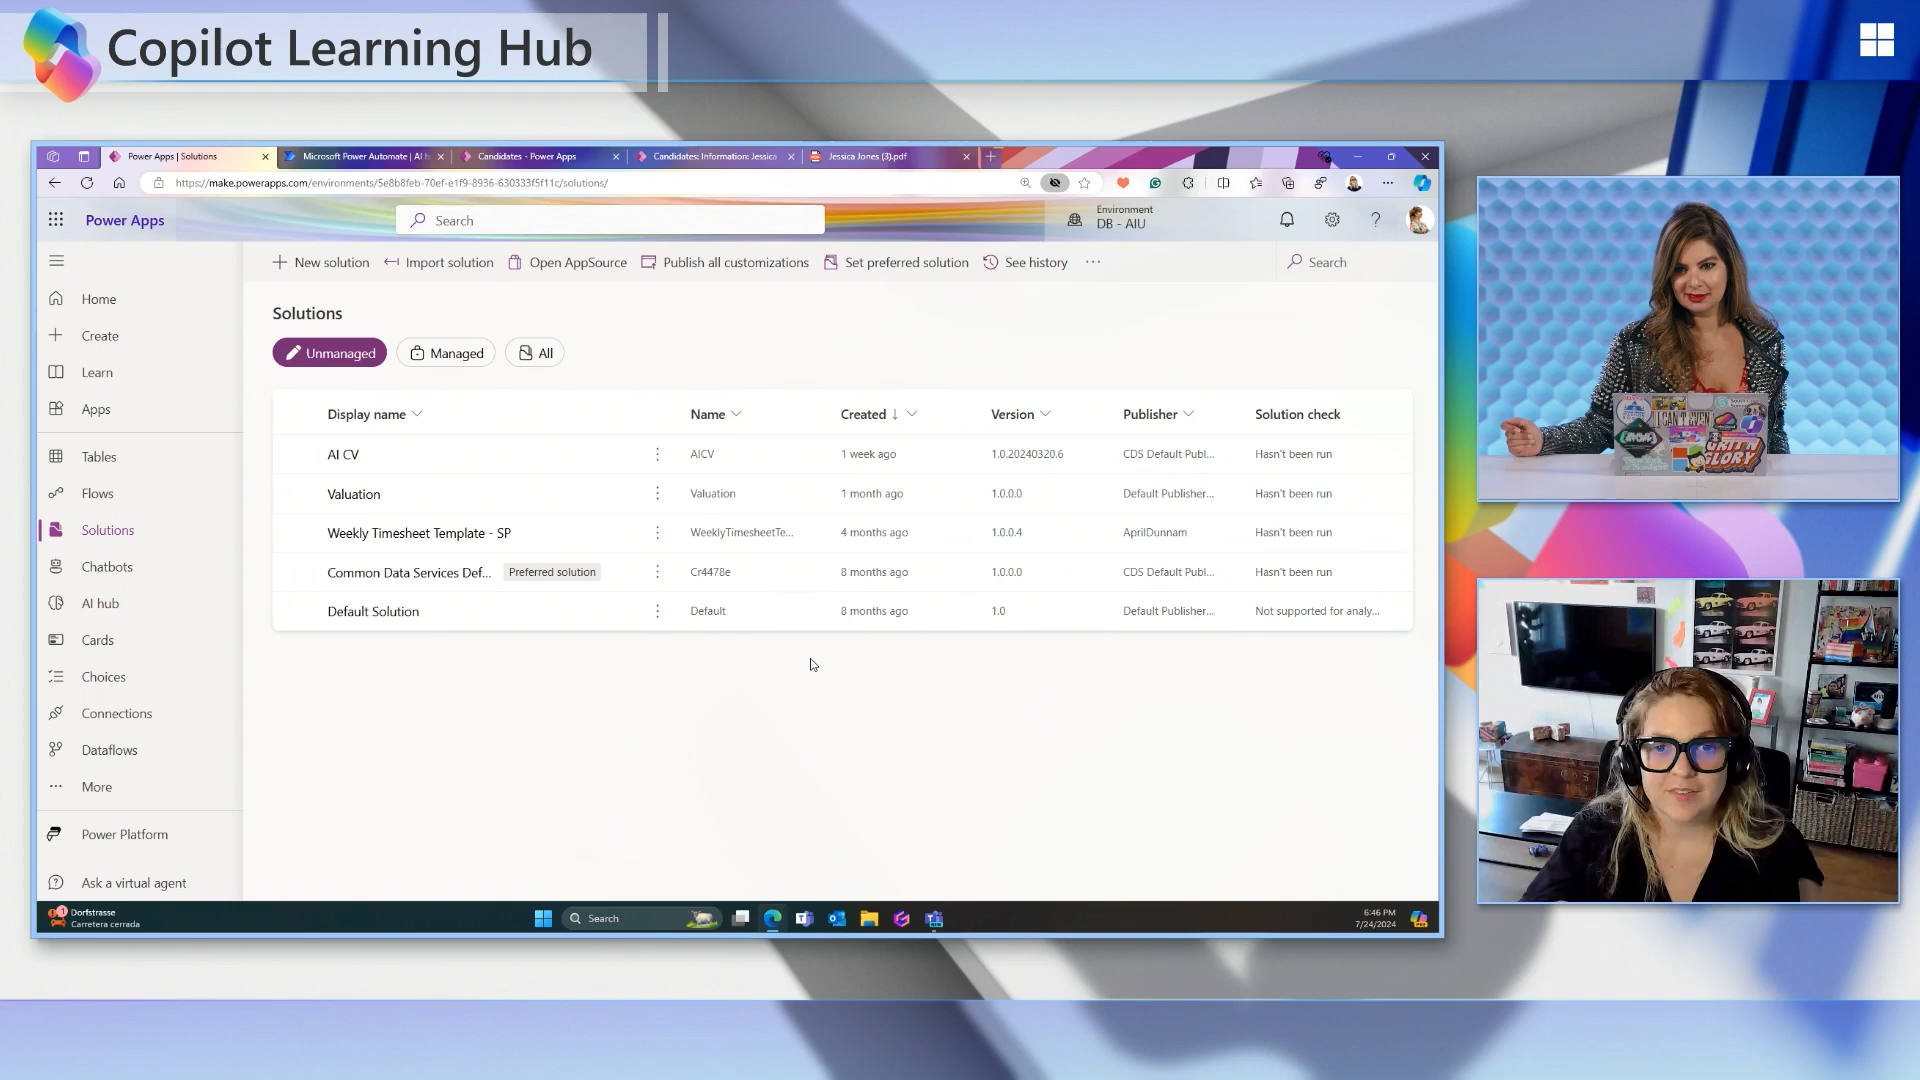 Copilot Learning Hub
Power Apps | Solutions
Microsoft Power Automate | AI h
Candidates - Power Apps
Candidates: Information: Jessica
Jessica Jones (3).pdf
https://make.powerapps.com/environments/5e8b8feb-70ef-e1f9-8936-630333f5f11c/solutions/
Power Apps
Search
Environment
DB - AIU
New solution
Import solution
Open AppSource
Publish all customizations
Set preferred solution
See history
Search
Home
Create
Learn
Apps
Tables
Flows
Solutions
Chatbots
AI hub
Cards
Choices
Connections
Dataflows
More
Power Platform
Ask a virtual agent
Solutions
Unmanaged
Managed
All
Display name Name Created Version Publisher Solution check
AI CV AICV 1 week ago 1.0.20240320.6 CDS Default Publ... Hasn't been run
Valuation Valuation 1 month ago 1.0.0.0 Default Publisher... Hasn't been run
Weekly Timesheet Template - SP WeeklyTimesheetTe... 4 months ago 1.0.0.4 AprilDunnam Hasn't been run
Common Data Services Def... Preferred solution Cr4478e 8 months ago 1.0.0.0 CDS Default Publ... Hasn't been run
Default Solution Default 8 months ago 1.0 Default Publisher... Not supported for analy...
1
Dorfstrasse
Carretera cerrada
Search
6:46 PM
7/24/2024
I CAN'T EVEN
GRIT N
GLORY